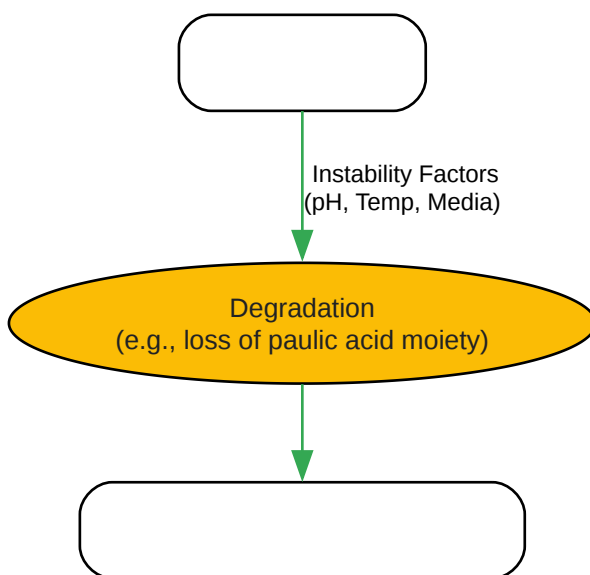 Instability Factors
(pH, Temp, Media)
Degradation
(e.g., loss of paulic acid moiety)